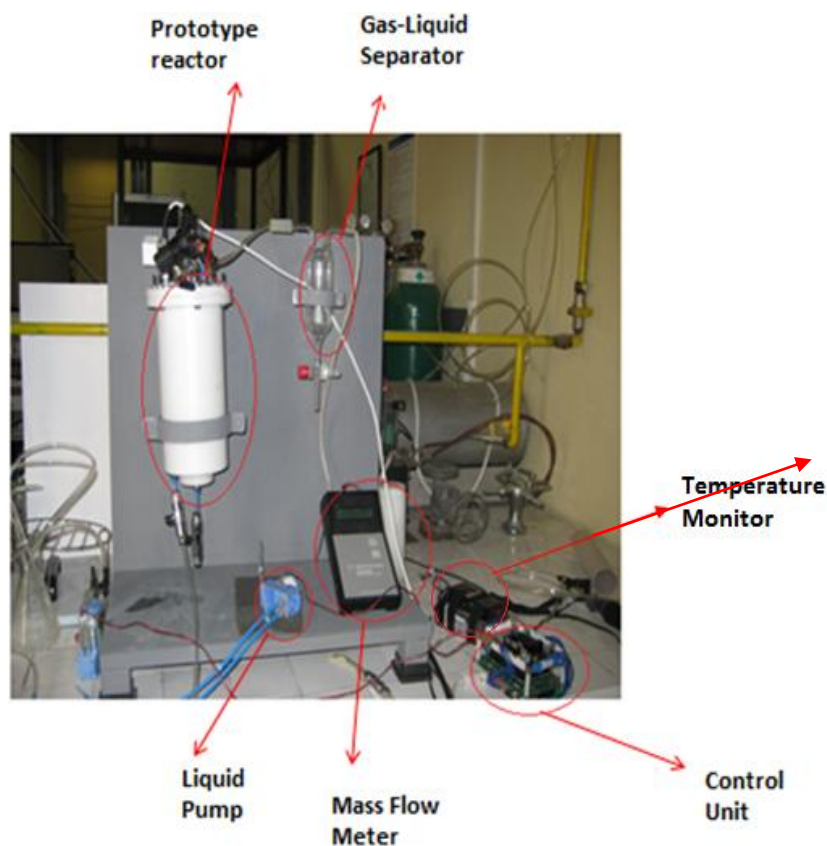 Prototype
reactor
Gas-Liquid
Separator
Temperature
Monitor
Liquid
Pump
Mass Flow
Meter
Control
Unit